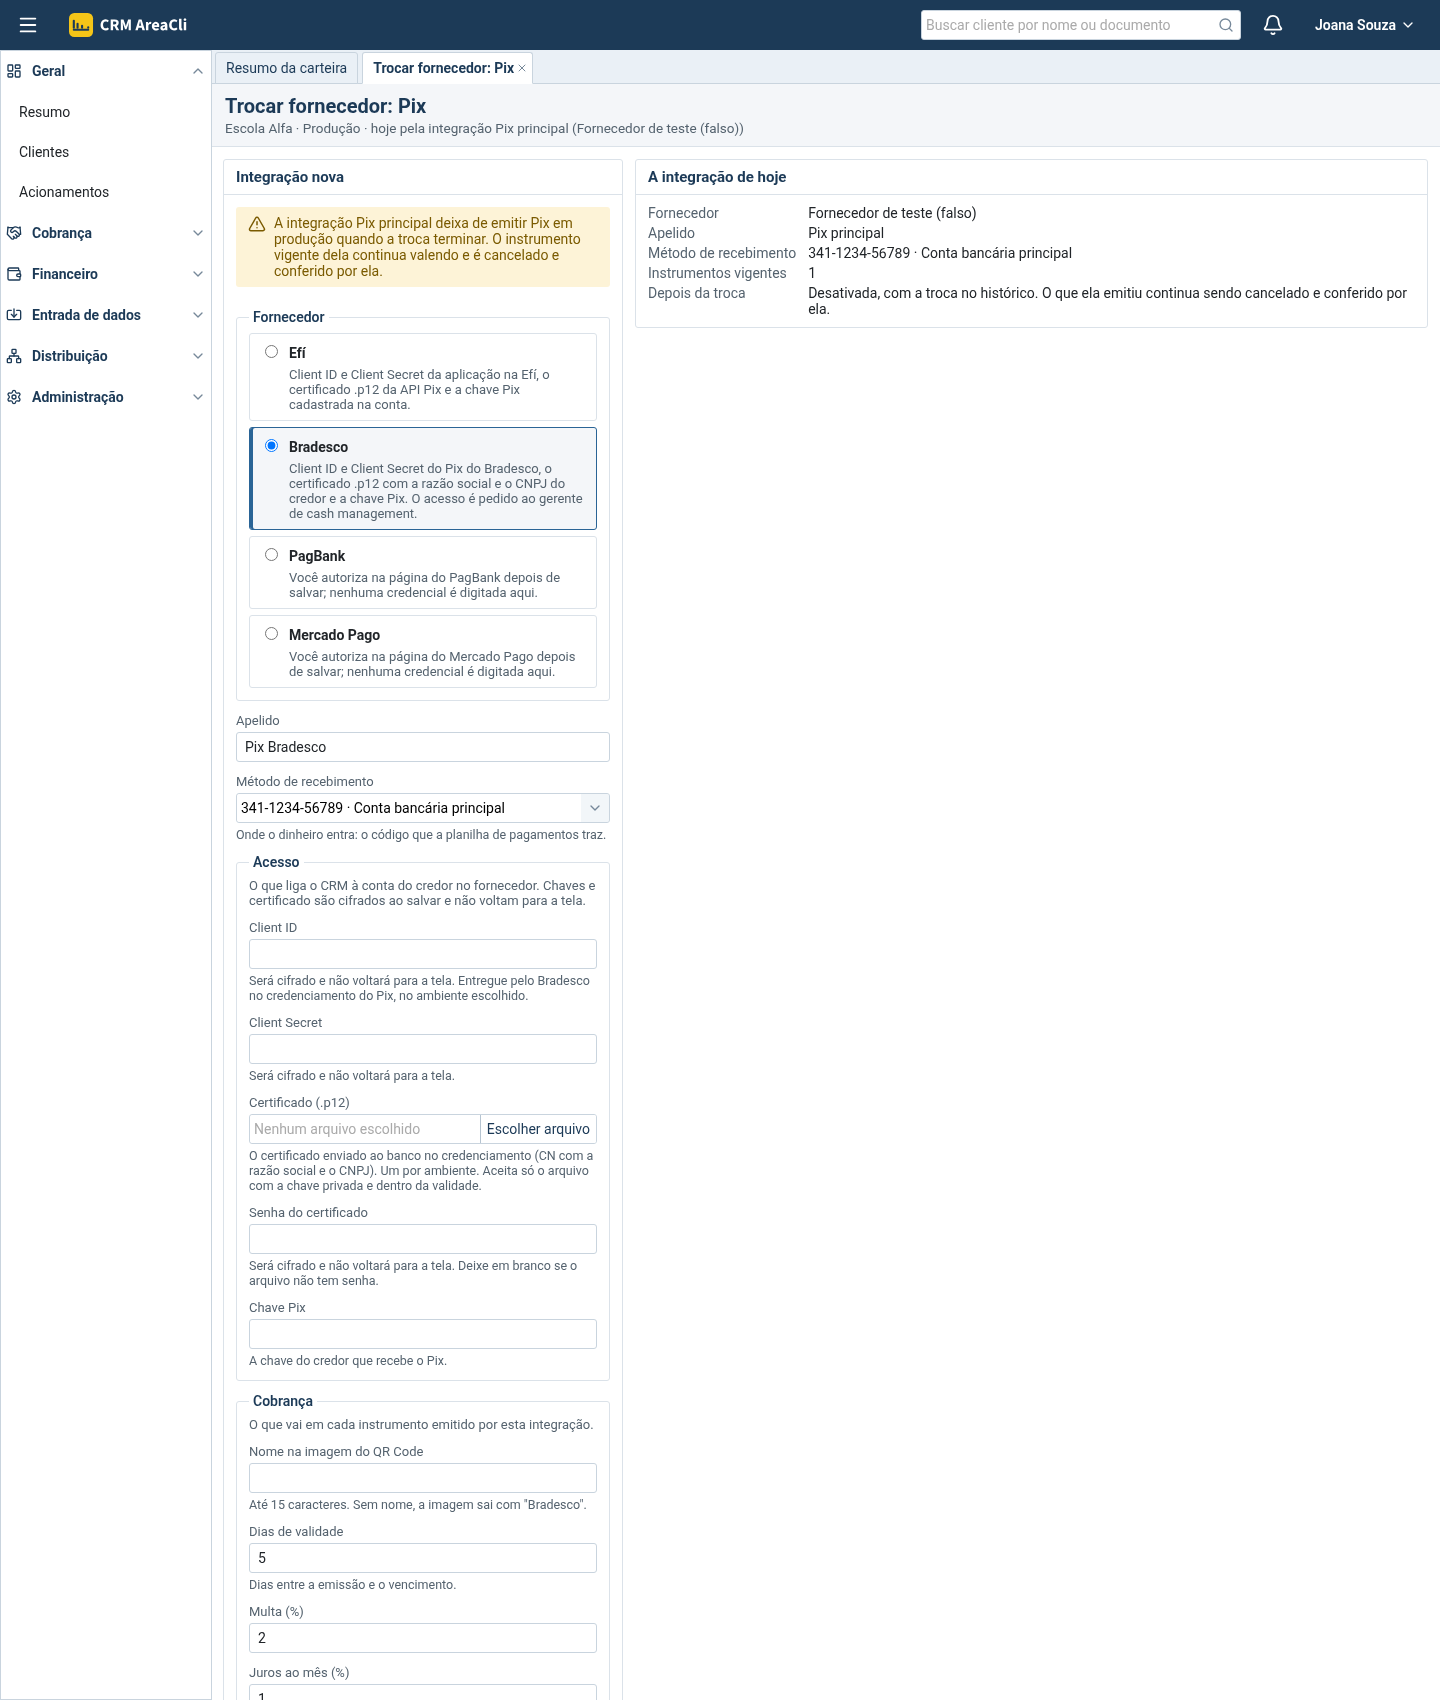 CRM AreaCli
Buscar cliente por nome ou documento
Joana Souza
Geral
Resumo
Clientes
Acionamentos
Cobrança
Financeiro
Entrada de dados
Distribuição
Administração
Resumo da carteira
Trocar fornecedor: Pix
Trocar fornecedor: Pix
Escola Alfa · Produção · hoje pela integração Pix principal (Fornecedor de teste (falso))
Integração nova
A integração Pix principal deixa de emitir Pix em
produção quando a troca terminar. O instrumento
vigente dela continua valendo e é cancelado e
conferido por ela.
Fornecedor
Efí
Client ID e Client Secret da aplicação na Efí, o
certificado .p12 da API Pix e a chave Pix
cadastrada na conta.
Bradesco
Client ID e Client Secret do Pix do Bradesco, o
certificado .p12 com a razão social e o CNPJ do
credor e a chave Pix. O acesso é pedido ao gerente
de cash management.
PagBank
Você autoriza na página do PagBank depois de
salvar; nenhuma credencial é digitada aqui.
Mercado Pago
Você autoriza na página do Mercado Pago depois
de salvar; nenhuma credencial é digitada aqui.
Apelido
Pix Bradesco
Método de recebimento
341-1234-56789 · Conta bancária principal
Onde o dinheiro entra: o código que a planilha de pagamentos traz.
Acesso
O que liga o CRM à conta do credor no fornecedor. Chaves e
certificado são cifrados ao salvar e não voltam para a tela.
Client ID
Será cifrado e não voltará para a tela. Entregue pelo Bradesco
no credenciamento do Pix, no ambiente escolhido.
Client Secret
Será cifrado e não voltará para a tela.
Certificado (.p12)
Nenhum arquivo escolhido
Escolher arquivo
O certificado enviado ao banco no credenciamento (CN com a
razão social e o CNPJ). Um por ambiente. Aceita só o arquivo
com a chave privada e dentro da validade.
Senha do certificado
Será cifrado e não voltará para a tela. Deixe em branco se o
arquivo não tem senha.
Chave Pix
A chave do credor que recebe o Pix.
Cobrança
O que vai em cada instrumento emitido por esta integração.
Nome na imagem do QR Code
Até 15 caracteres. Sem nome, a imagem sai com "Bradesco".
Dias de validade
5
Dias entre a emissão e o vencimento.
Multa (%)
2
Juros ao mês (%)
1
A integração de hoje
Fornecedor Fornecedor de teste (falso)
Apelido Pix principal
Método de recebimento 341-1234-56789 · Conta bancária principal
Instrumentos vigentes 1
Depois da troca Desativada, com a troca no histórico. O que ela emitiu continua sendo cancelado e conferido por
ela.